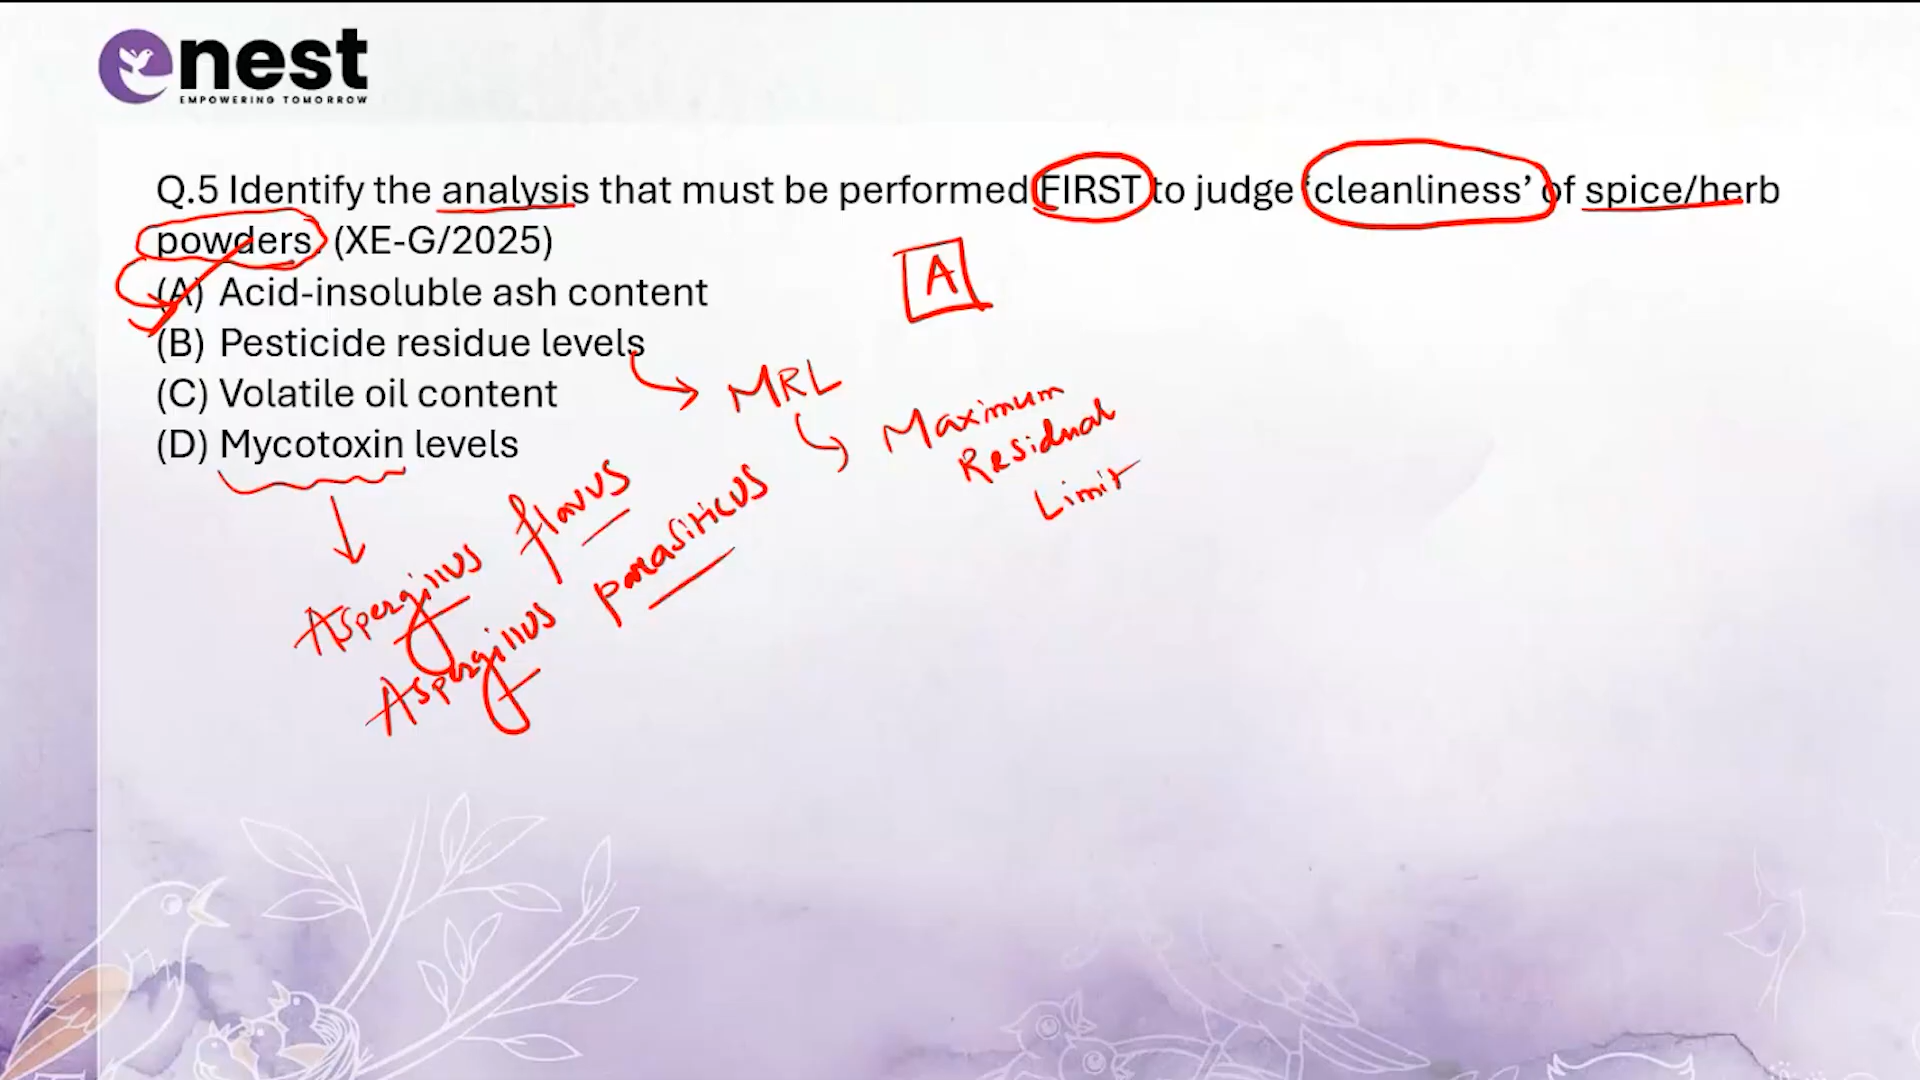 enest
EMPOWERING TOMORROW
Q.5 Identify the analysis that must be performed FIRST to judge ‘cleanliness’ of spice/herb
powders. (XE-G/2025)
(A) Acid-insoluble ash content
(B) Pesticide residue levels
(C) Volatile oil content
(D) Mycotoxin levels
A
MRL
Maximum
Residual
Limit
Aspergillus flavus
Aspergillus parasiticus